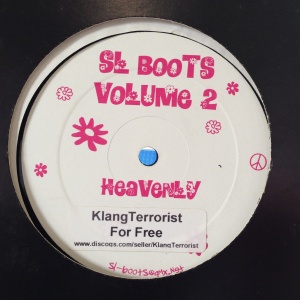 SL BOOTS
VOLUME 2
HEAVENLY
KlangTerrorist
For Free
www.discogs.com/seller/KlangTerrorist
sl-boots@gmx.net